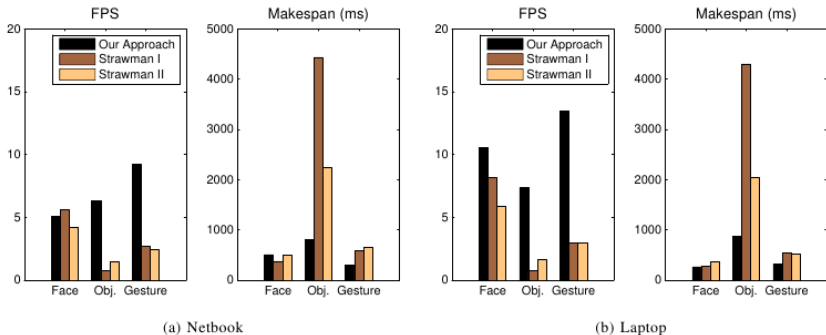 FPS
20
15
10
5
0
Our Approach
Strawman I
Strawman II
Face Obj. Gesture
Makespan (ms)
5000
4000
3000
2000
1000
0
Face Obj. Gesture
(a) Netbook
FPS
20
15
10
5
0
Our Approach
Strawman I
Strawman II
Face Obj. Gesture
Makespan (ms)
5000
4000
3000
2000
1000
0
Face Obj. Gesture
(b) Laptop